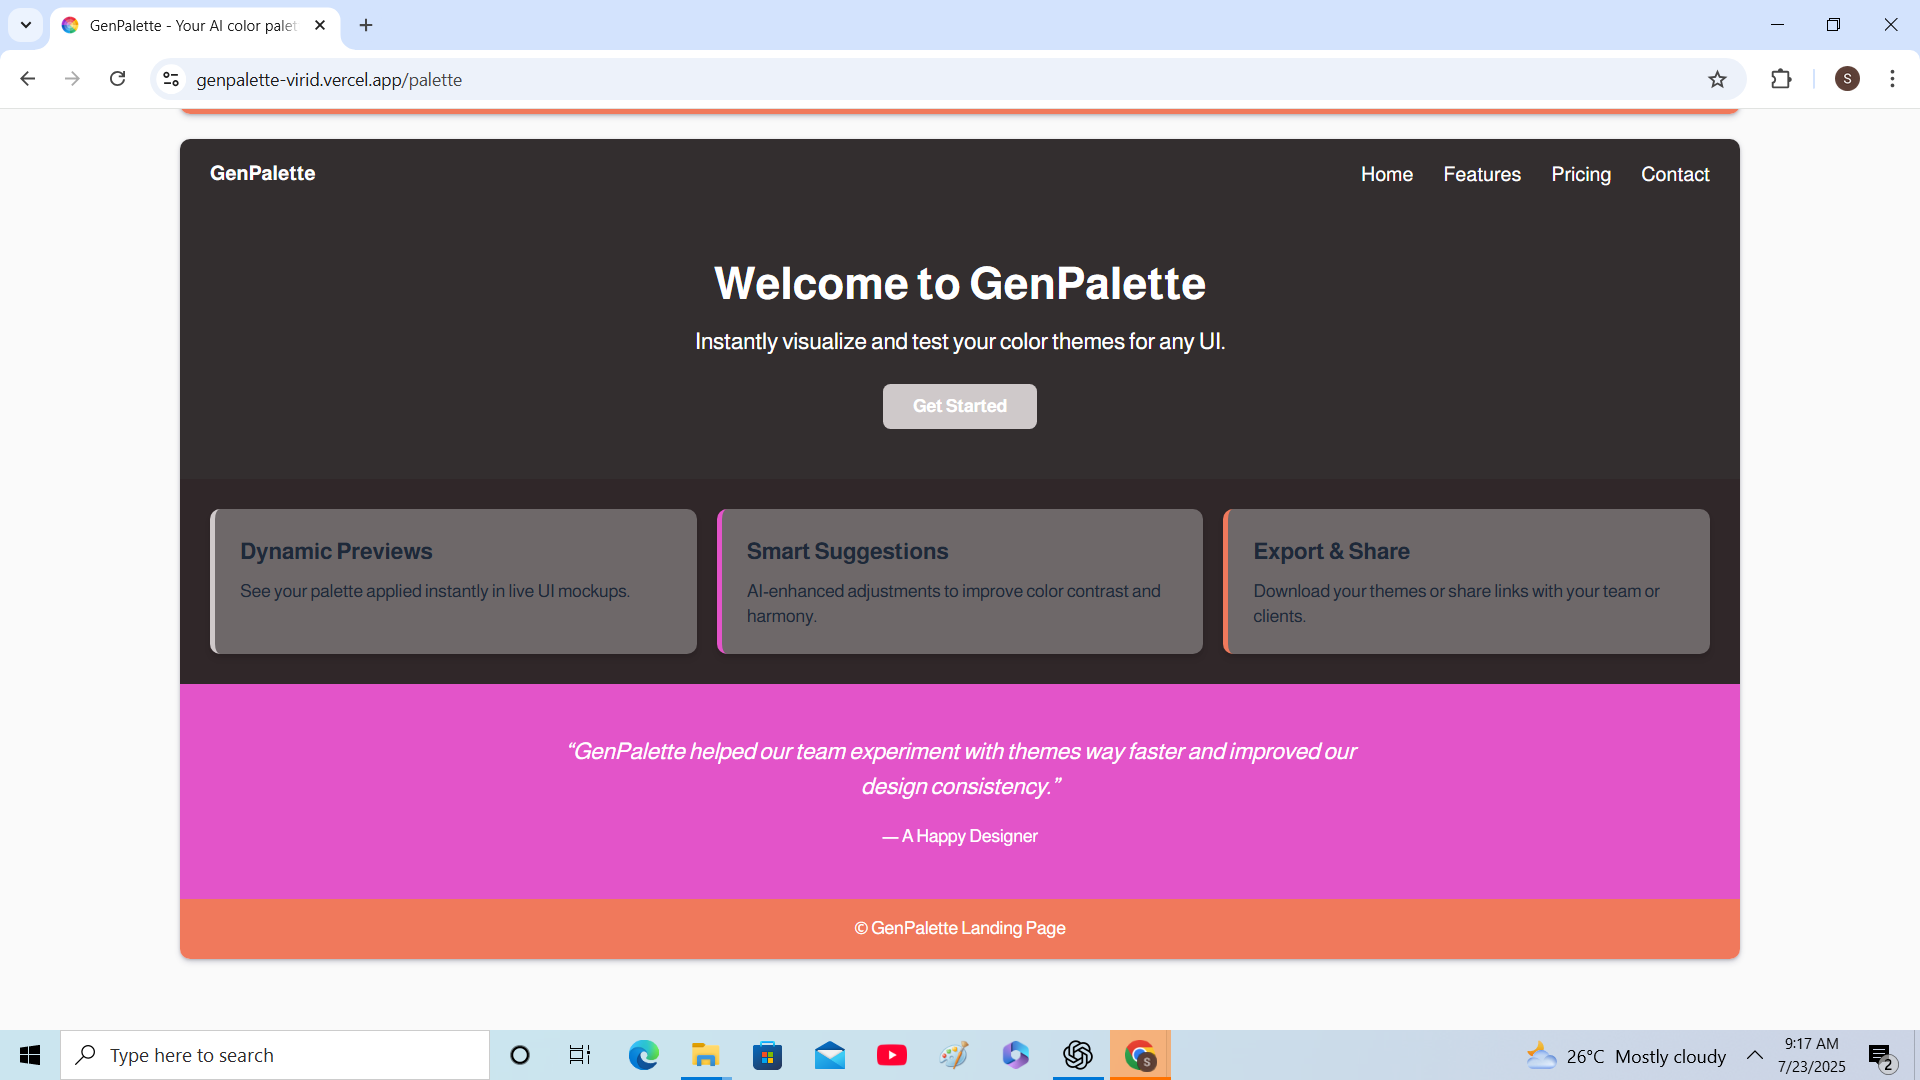 GenPalette - Your AI color palet
genpalette-virid.vercel.app/palette
S
GenPalette
Home Features Pricing Contact
Welcome to GenPalette
Instantly visualize and test your color themes for any UI.
Get Started
Dynamic Previews
See your palette applied instantly in live UI mockups.
Smart Suggestions
AI-enhanced adjustments to improve color contrast and
harmony.
Export & Share
Download your themes or share links with your team or
clients.
“GenPalette helped our team experiment with themes way faster and improved our
design consistency.”
— A Happy Designer
© GenPalette Landing Page
Type here to search
S
26°C Mostly cloudy
9:17 AM
7/23/2025
2